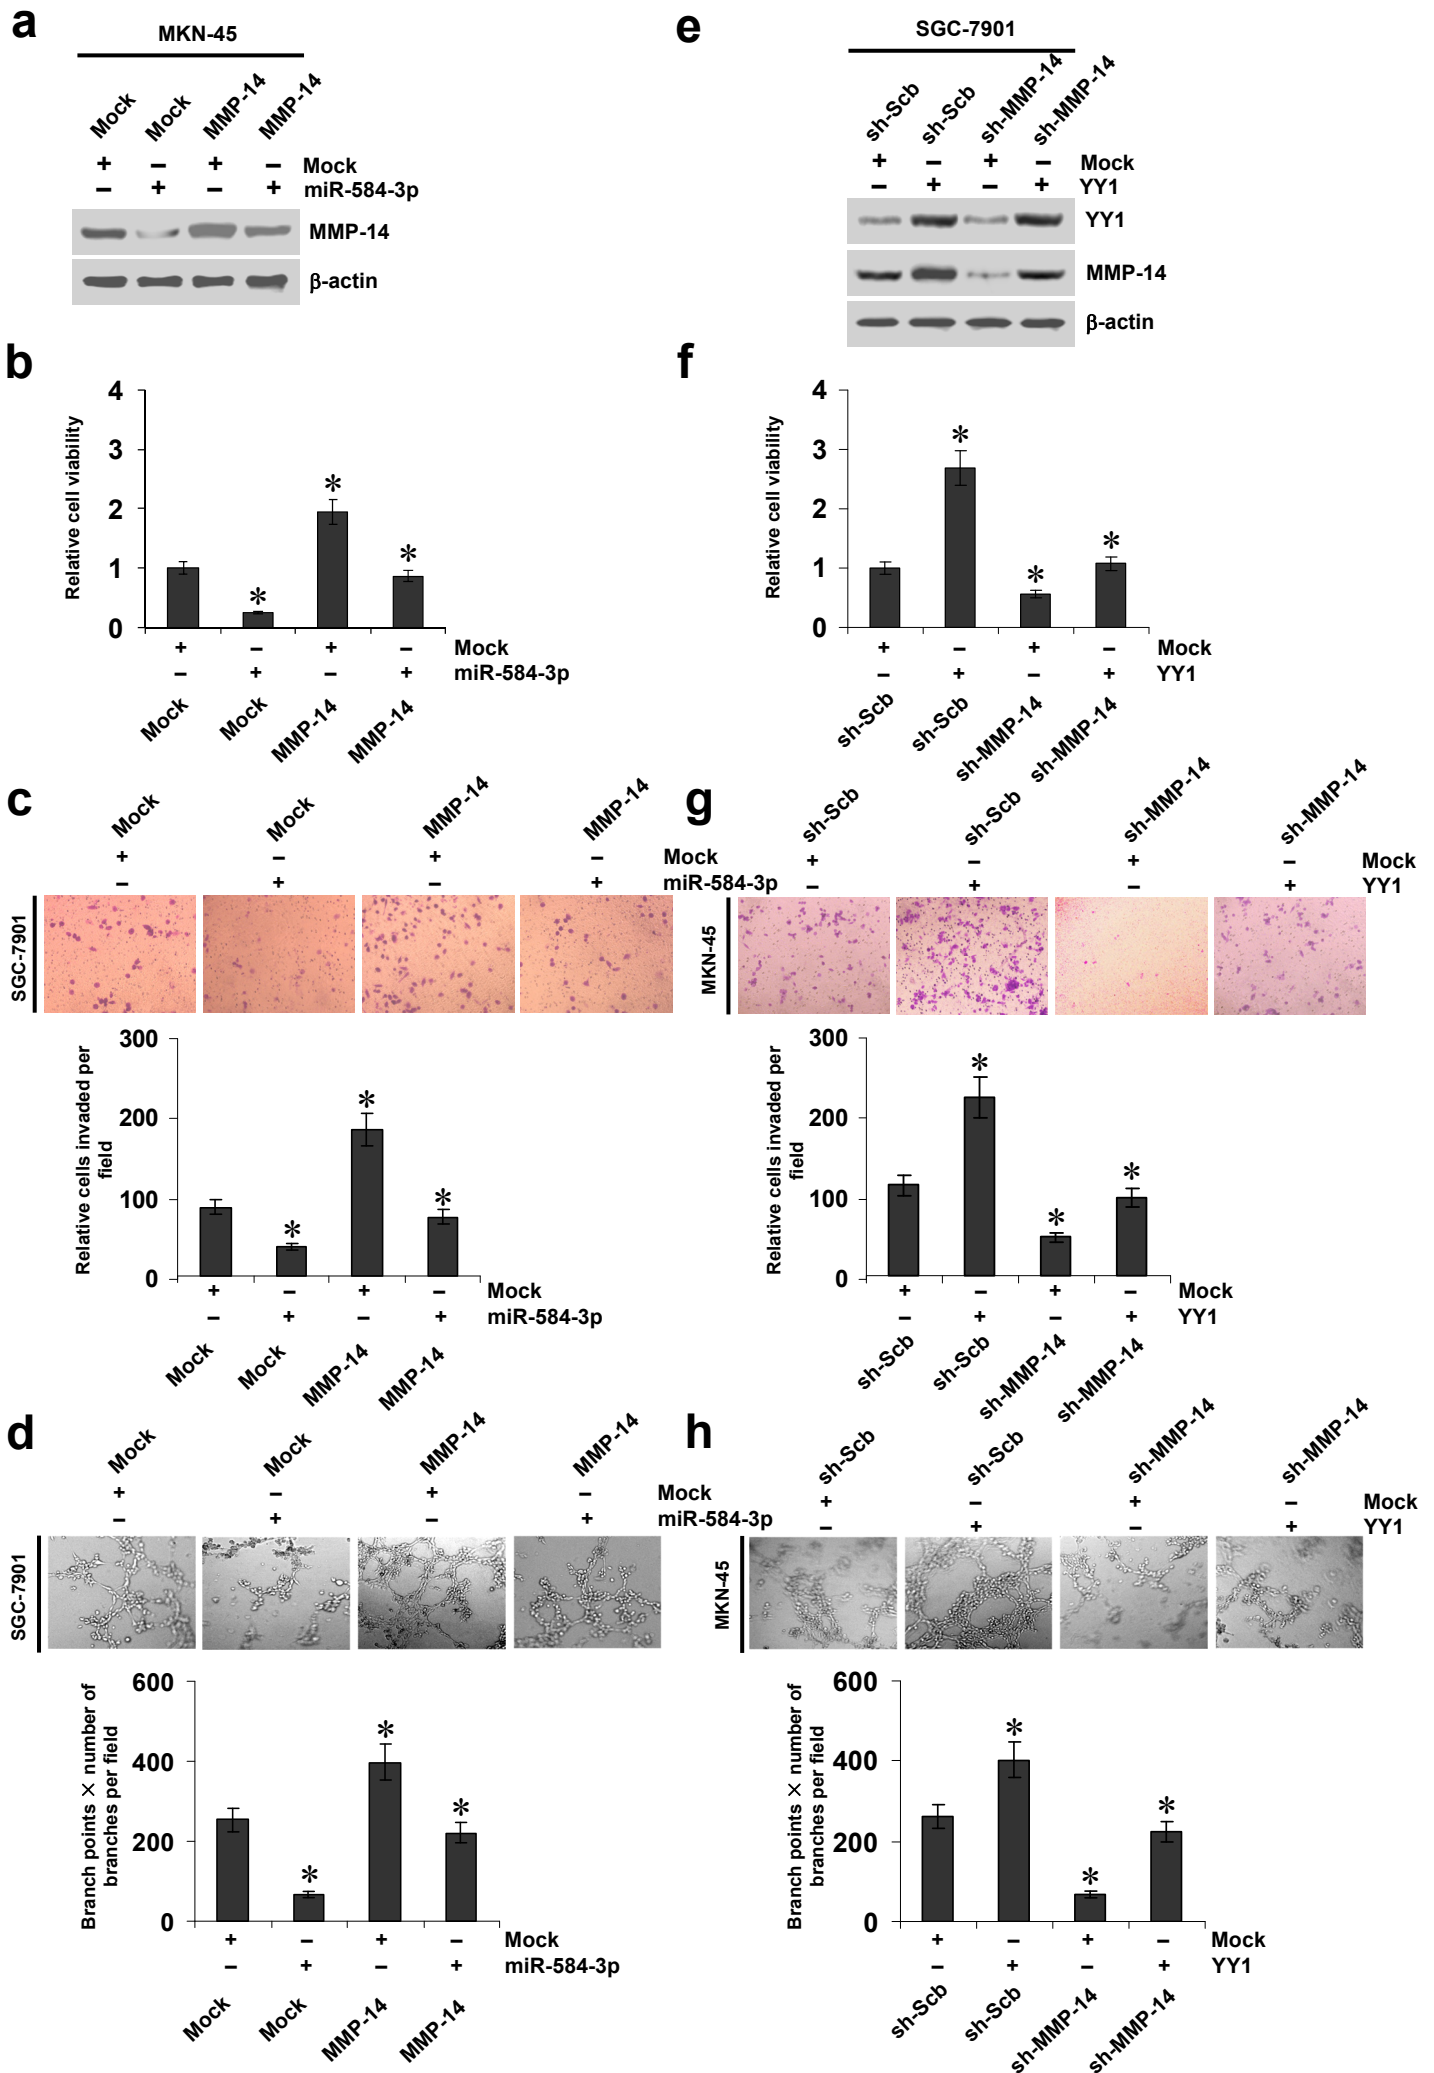 a
MKN-45
Mock Mock MMP-14 MMP-14
+ – + – Mock
– + – + miR-584-3p
MMP-14
β-actin
b
Relative cell viability
4
3
2
1
0
* * *
+ – + – Mock
– + – + miR-584-3p
Mock Mock MMP-14 MMP-14
c
Mock Mock MMP-14 MMP-14
+ – + – Mock
– + – + miR-584-3p
SGC-7901
Relative cells invaded per
field
300
200
100
0
* * *
+ – + – Mock
– + – + miR-584-3p
Mock Mock MMP-14 MMP-14
d
Mock Mock MMP-14 MMP-14
+ – + – Mock
– + – + miR-584-3p
SGC-7901
Branch points × number of
branches per field
600
400
200
0
* * *
+ – + – Mock
– + – + miR-584-3p
Mock Mock MMP-14 MMP-14
e
SGC-7901
sh-Scb sh-Scb sh-MMP-14 sh-MMP-14
+ – + – Mock
– + – + YY1
YY1
MMP-14
β-actin
f
Relative cell viability
4
3
2
1
0
* * *
+ – + – Mock
– + – + YY1
sh-Scb sh-Scb sh-MMP-14 sh-MMP-14
g
sh-Scb sh-Scb sh-MMP-14 sh-MMP-14
+ – + – Mock
– + – + YY1
MKN-45
Relative cells invaded per
field
300
200
100
0
* * *
+ – + – Mock
– + – + YY1
sh-Scb sh-Scb sh-MMP-14 sh-MMP-14
h
sh-Scb sh-Scb sh-MMP-14 sh-MMP-14
+ – + – Mock
– + – + YY1
MKN-45
Branch points × number of
branches per field
600
400
200
0
* * *
+ – + – Mock
– + – + YY1
sh-Scb sh-Scb sh-MMP-14 sh-MMP-14